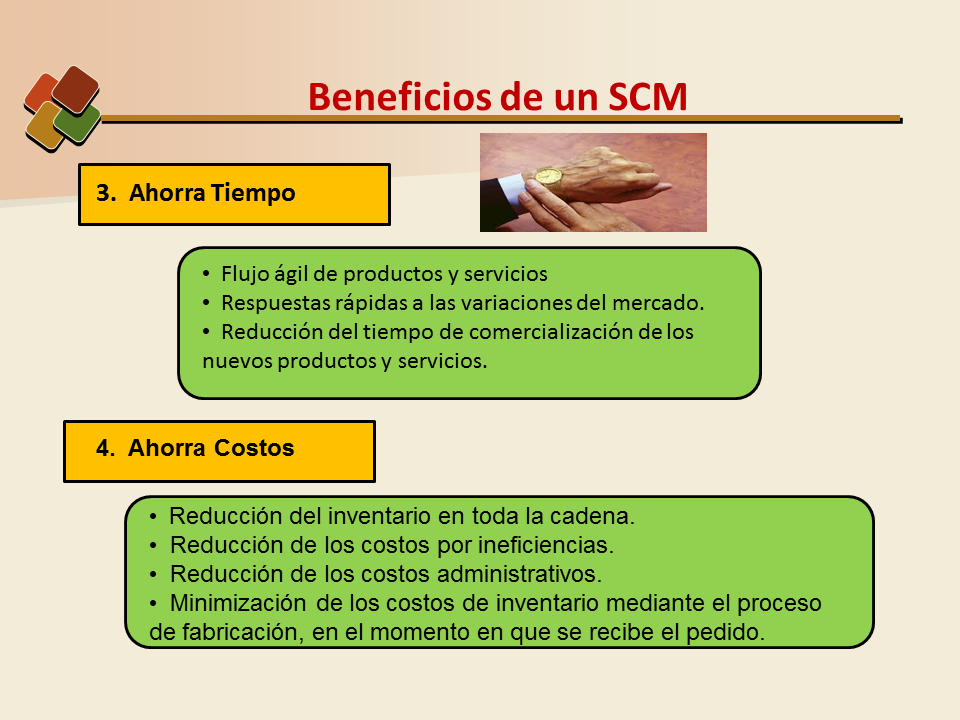 Beneficios de un SCM
3. Ahorra Tiempo
• Flujo ágil de productos y servicios
• Respuestas rápidas a las variaciones del mercado.
• Reducción del tiempo de comercialización de los
nuevos productos y servicios.
4. Ahorra Costos
• Reducción del inventario en toda la cadena.
• Reducción de los costos por ineficiencias.
• Reducción de los costos administrativos.
• Minimización de los costos de inventario mediante el proceso
de fabricación, en el momento en que se recibe el pedido.